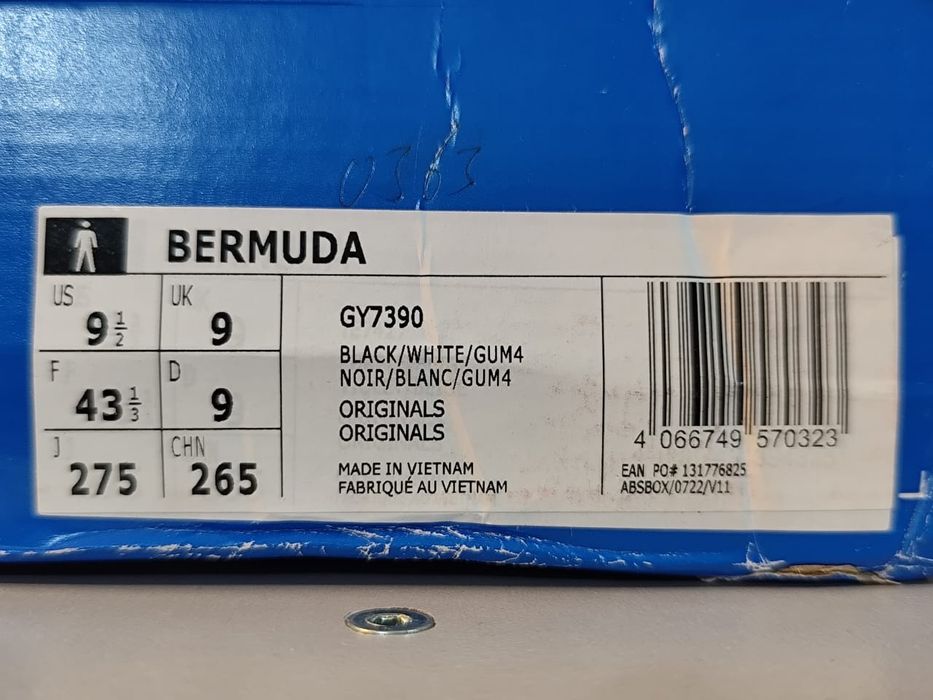 0363
BERMUDA
US
9 1/2
UK
9
F
43 1/3
D
9
J
275
CHN
265
GY7390
BLACK/WHITE/GUM4
NOIR/BLANC/GUM4
ORIGINALS
ORIGINALS
MADE IN VIETNAM
FABRIQUÉ AU VIETNAM
4 066749 570323
EAN PO# 131776825
ABSBOX/0722/V11